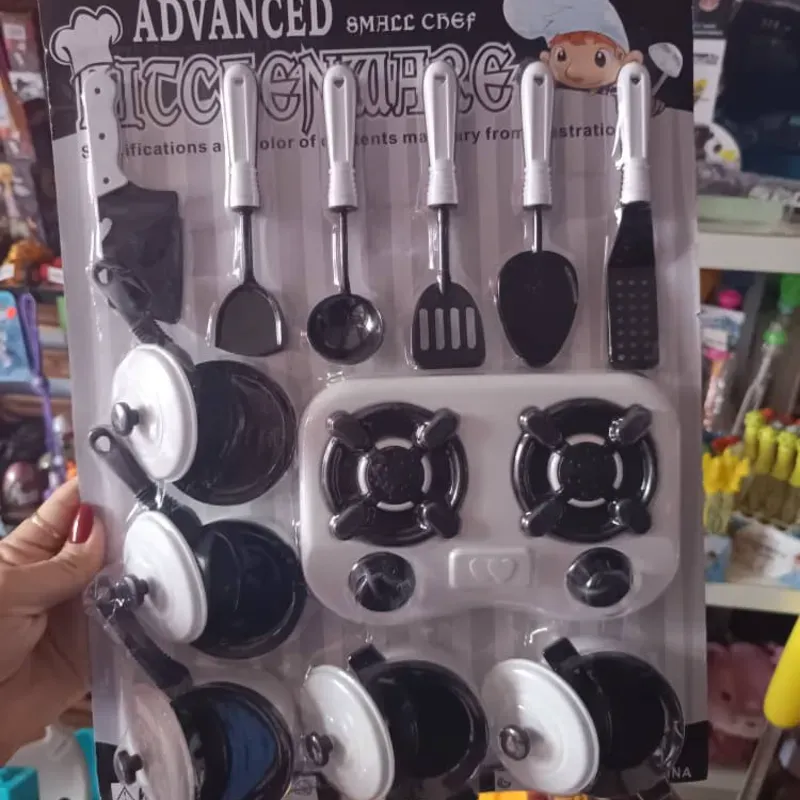 ADVANCED SMALL CHEF
KITCHENWARE
Specifications and color of contents may vary from illustration